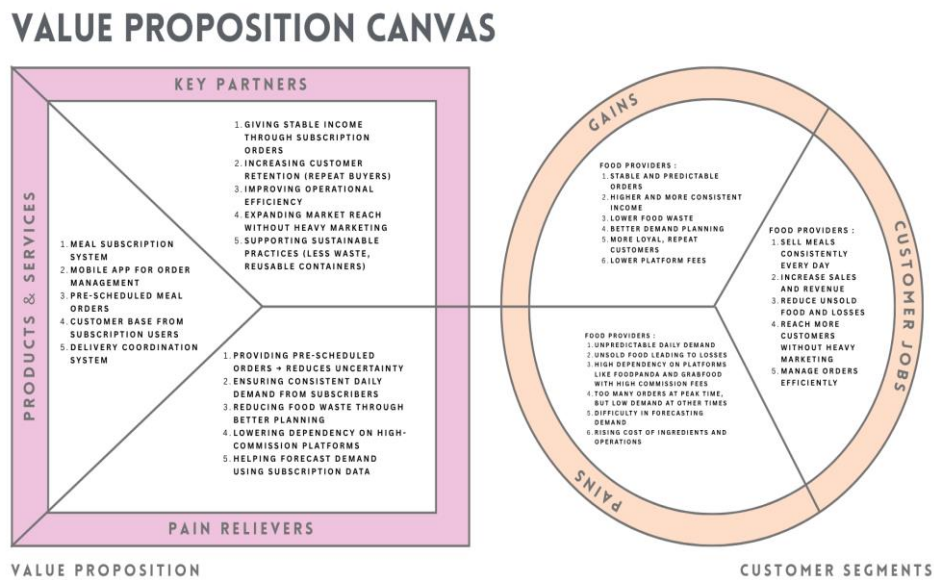 VALUE PROPOSITION CANVAS
KEY PARTNERS
1. GIVING STABLE INCOME
THROUGH SUBSCRIPTION
ORDERS
2. INCREASING CUSTOMER
RETENTION (REPEAT BUYERS)
3. IMPROVING OPERATIONAL
EFFICIENCY
4. EXPANDING MARKET REACH
WITHOUT HEAVY MARKETING
5. SUPPORTING SUSTAINABLE
PRACTICES (LESS WASTE,
REUSABLE CONTAINERS)
PRODUCTS & SERVICES
1. MEAL SUBSCRIPTION
SYSTEM
2. MOBILE APP FOR ORDER
MANAGEMENT
3. PRE-SCHEDULED MEAL
ORDERS
4. CUSTOMER BASE FROM
SUBSCRIPTION USERS
5. DELIVERY COORDINATION
SYSTEM
1. PROVIDING PRE-SCHEDULED
ORDERS → REDUCES UNCERTAINTY
2. ENSURING CONSISTENT DAILY
DEMAND FROM SUBSCRIBERS
3. REDUCING FOOD WASTE THROUGH
BETTER PLANNING
4. LOWERING DEPENDENCY ON HIGH-
COMMISSION PLATFORMS
5. HELPING FORECAST DEMAND
USING SUBSCRIPTION DATA
PAIN RELIEVERS
VALUE PROPOSITION
GAINS
FOOD PROVIDERS :
1. STABLE AND PREDICTABLE
ORDERS
2. HIGHER AND MORE CONSISTENT
INCOME
3. LOWER FOOD WASTE
4. BETTER DEMAND PLANNING
5. MORE LOYAL, REPEAT
CUSTOMERS
6. LOWER PLATFORM FEES
CUSTOMER JOBS
FOOD PROVIDERS :
1. SELL MEALS
CONSISTENTLY
EVERY DAY
2. INCREASE SALES
AND REVENUE
3. REDUCE UNSOLD
FOOD AND LOSSES
4. REACH MORE
CUSTOMERS
WITHOUT HEAVY
MARKETING
5. MANAGE ORDERS
EFFICIENTLY
FOOD PROVIDERS :
1. UNPREDICTABLE DAILY DEMAND
2. UNSOLD FOOD LEADING TO LOSSES
3. HIGH DEPENDENCY ON PLATFORMS
LIKE FOODPANDA AND GRABFOOD
WITH HIGH COMMISSION FEES
4. TOO MANY ORDERS AT PEAK TIME,
BUT LOW DEMAND AT OTHER TIMES
5. DIFFICULTY IN FORECASTING
DEMAND
6. RISING COST OF INGREDIENTS AND
OPERATIONS
PAINS
CUSTOMER SEGMENTS